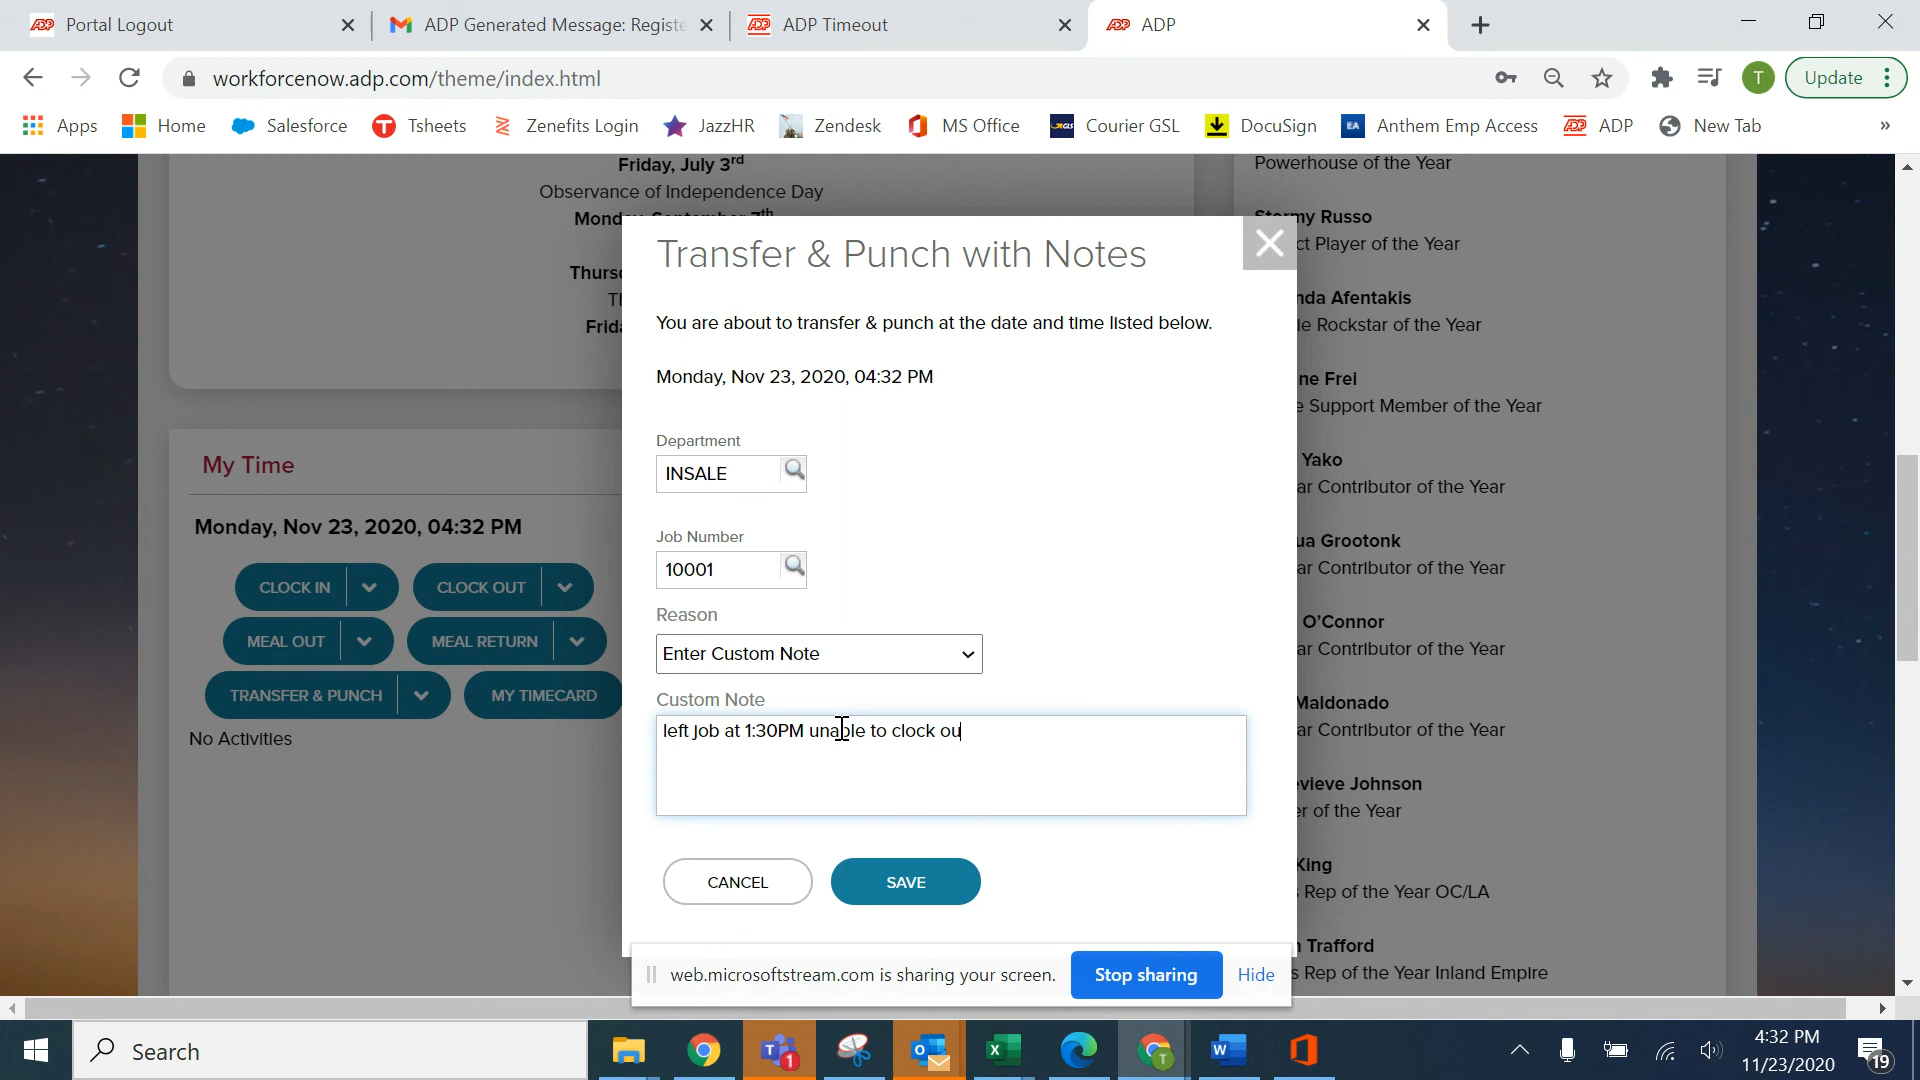 Portal Logout
ADP Generated Message: Registe
ADP Timeout
ADP
workforcenow.adp.com/theme/index.html
T
Update
Apps
Home
Salesforce
Tsheets
Zenefits Login
JazzHR
Zendesk
MS Office
Courier GSL
DocuSign
EA
Anthem Emp Access
ADP
New Tab
»
Friday, July 3rd
Observance of Independence Day
Thurs
Frid
Powerhouse of the Year
Russo
ct Player of the Year
nda Afentakis
le Rockstar of the Year
ne Frei
e Support Member of the Year
Yako
ar Contributor of the Year
ua Grootonk
ar Contributor of the Year
O'Connor
ar Contributor of the Year
Maldonado
ar Contributor of the Year
evieve Johnson
er of the Year
King
s Rep of the Year OC/LA
n Trafford
s Rep of the Year Inland Empire
My Time
Monday, Nov 23, 2020, 04:32 PM
CLOCK IN
CLOCK OUT
MEAL OUT
MEAL RETURN
TRANSFER & PUNCH
MY TIMECARD
No Activities
Transfer & Punch with Notes
You are about to transfer & punch at the date and time listed below.
Monday, Nov 23, 2020, 04:32 PM
Department
INSALE
Job Number
10001
Reason
Enter Custom Note
Custom Note
left job at 1:30PM unable to clock ou
CANCEL
SAVE
web.microsoftstream.com is sharing your screen.
Stop sharing
Hide
Search
1
T
4:32 PM
11/23/2020
19